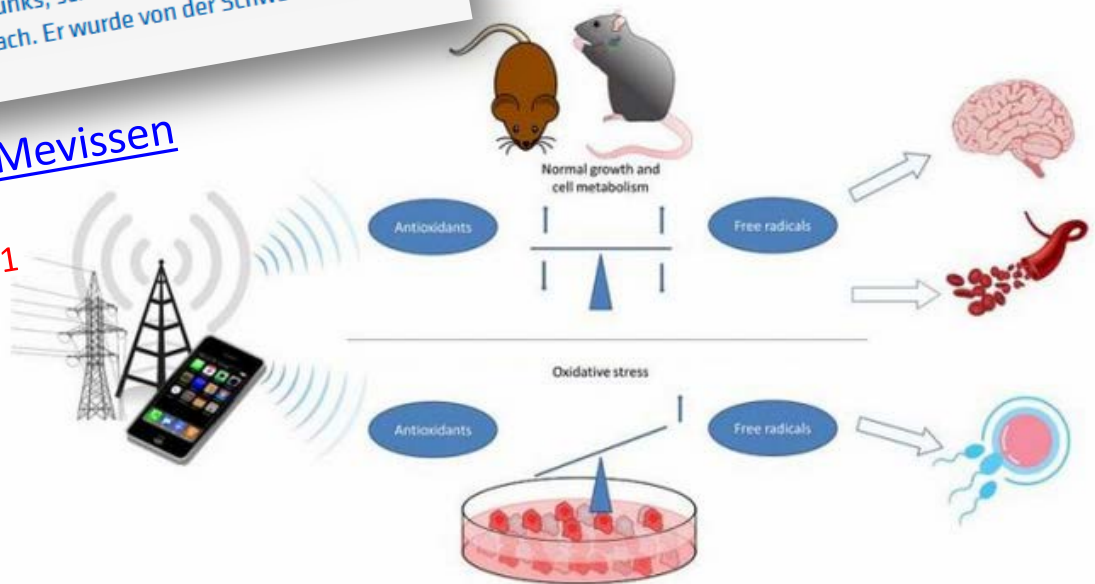 ach. Er wurde von der
Mevissen
1
Normal growth and
cell metabolism
Antioxidants
Free radicals
Oxidative stress
Antioxidants
Free radicals